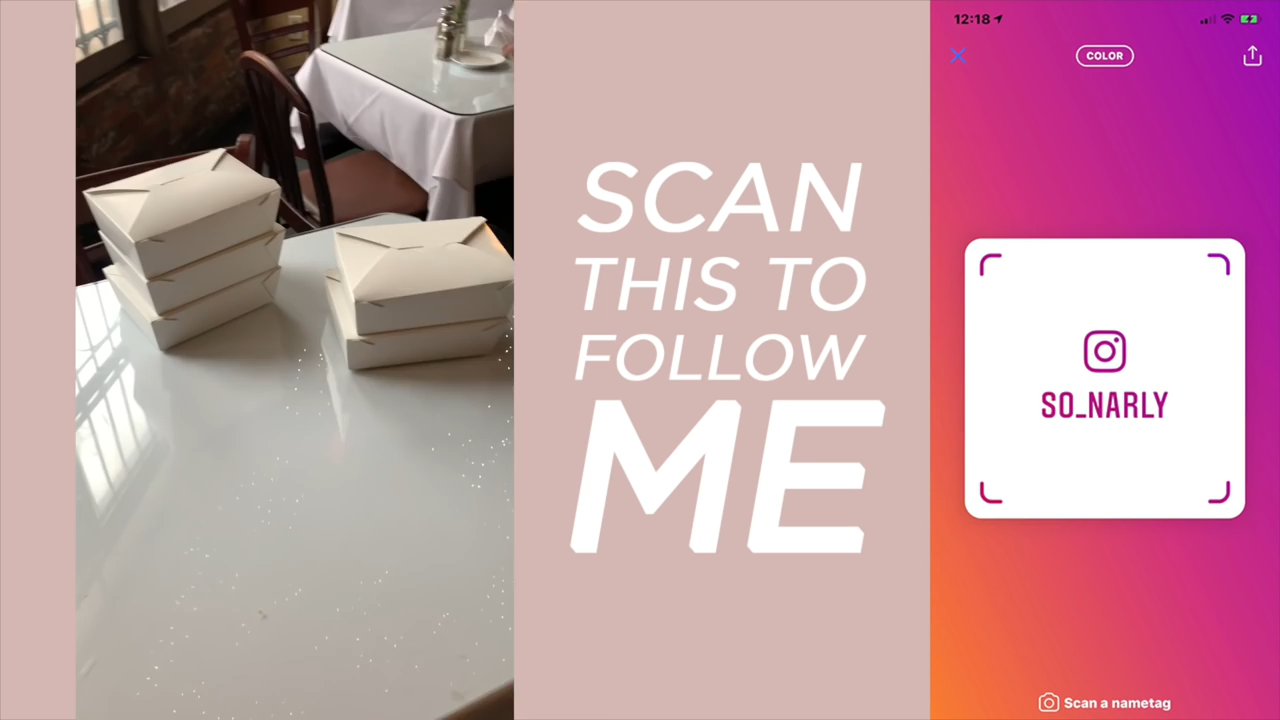 SCAN
THIS TO
FOLLOW
ME
12:18
COLOR
SO_NARLY
Scan a nametag